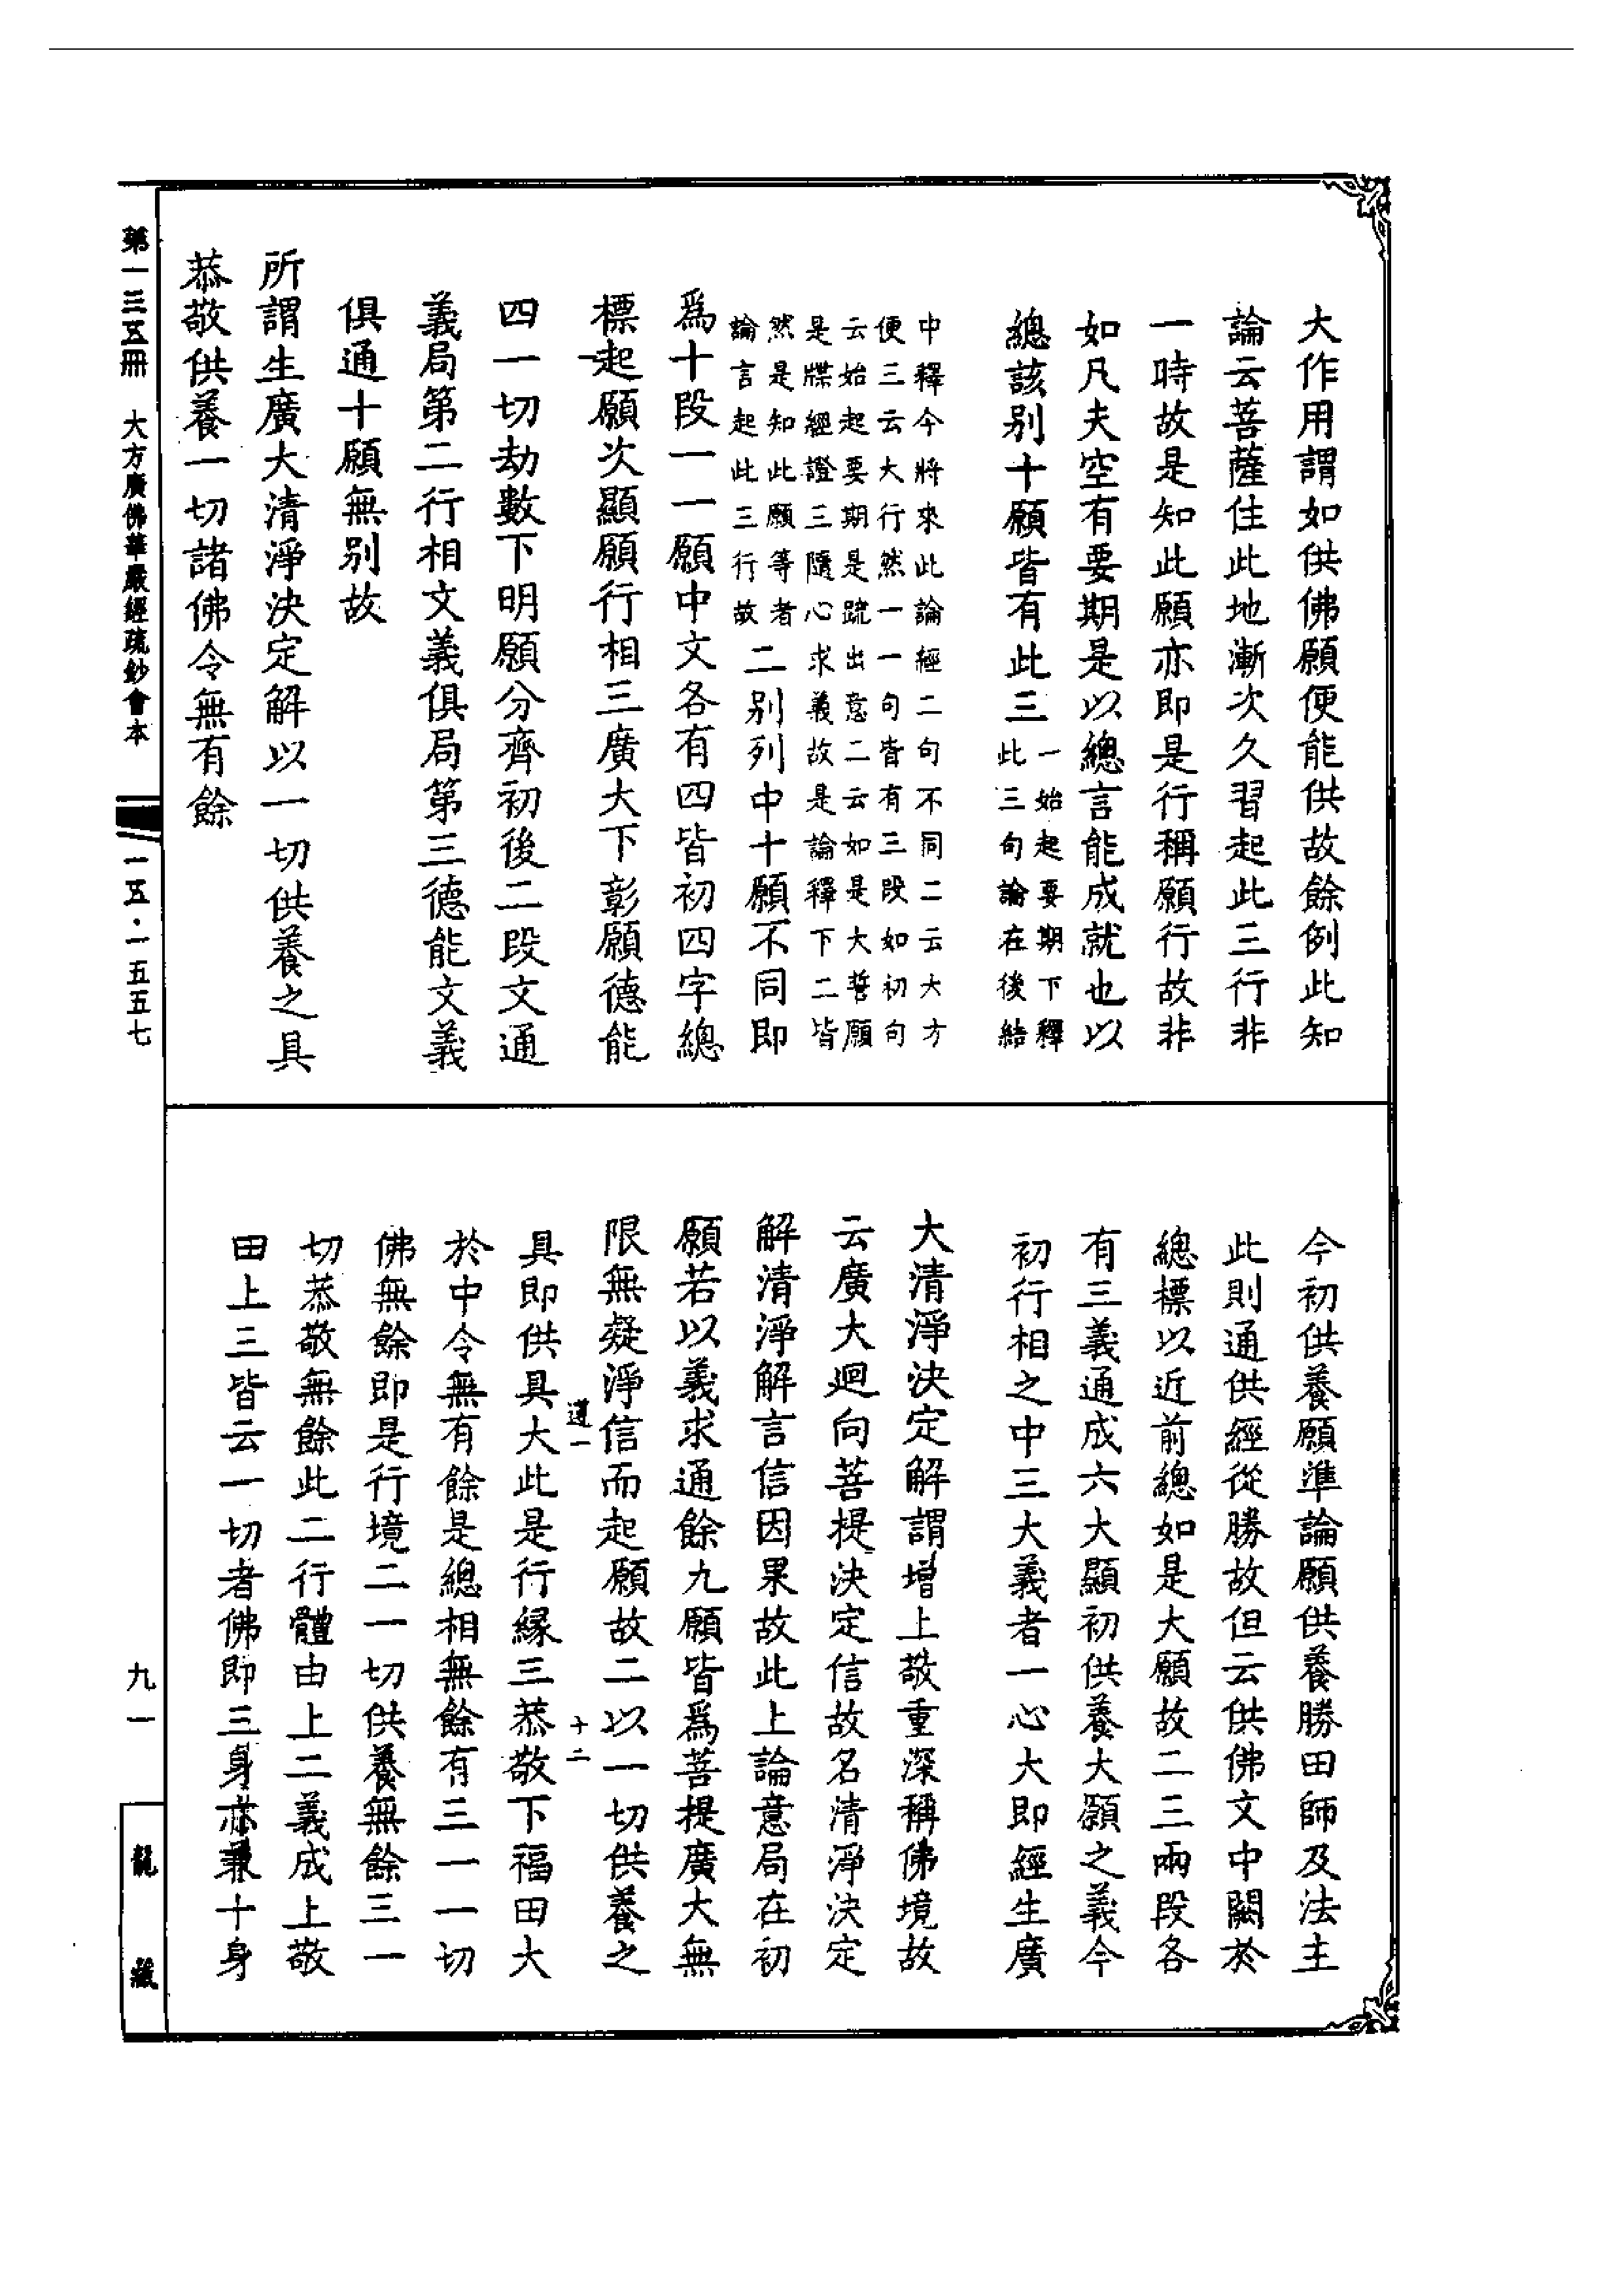 大作用謂如供佛願便能供故餘例此知
論云菩薩住此地漸次久習起此三行非
一時故是知此願亦即是行稱願行故非
如凡夫空有要期是以總言能成就也以
總該別十願皆有此三
一始起要期下釋
此三句論在後結
中釋今將來此論經二句不同二云大方
便三云大行然一一句皆有三段如初句
云始起要期是䟽出意二云如是大誓願
是牒經證三隨心求義故是論釋下二皆
然是知此願等者
論言起此三行故
二別列中十願不同即
為十段一一願中文各有四皆初四字總
標起願次顯願行相三廣大下彰願德能
四一切劫數下明願分齊初後二段文通
義局第二行相文義俱局第三德能文義
俱通十願無別故
所謂生廣大清淨決定解以一切供養之具
恭敬供養一切諸佛令無有餘
今初供養願準論願供養勝田師及法主
此則通供經從勝故但云供佛文中闕於
總標以近前總如是大願故二三兩段各
有三義通成六大顯初供養大願之義今
初行相之中三大義者一心大即經生廣
大清淨決定解謂增上敬重深稱佛境故
云廣大迴向菩提決定信故名清淨決定
解清淨解言信因果故此上論意局在初
願若以義求通餘九願皆為菩提廣大無
限無疑淨信而起願故二以一切供養之
遵一
十二
具即供具大此是行緣三恭敬下福田大
於中令無有餘是總相無餘有三一一切
佛無餘即是行境二一切供養無餘三一
切恭敬無餘此二行體由上二義成上敬
田上三皆云一切者佛即三身亦兼十身
第一三五冊 大方廣佛華嚴經疏鈔會本
一五·一五五七
九一
龍藏